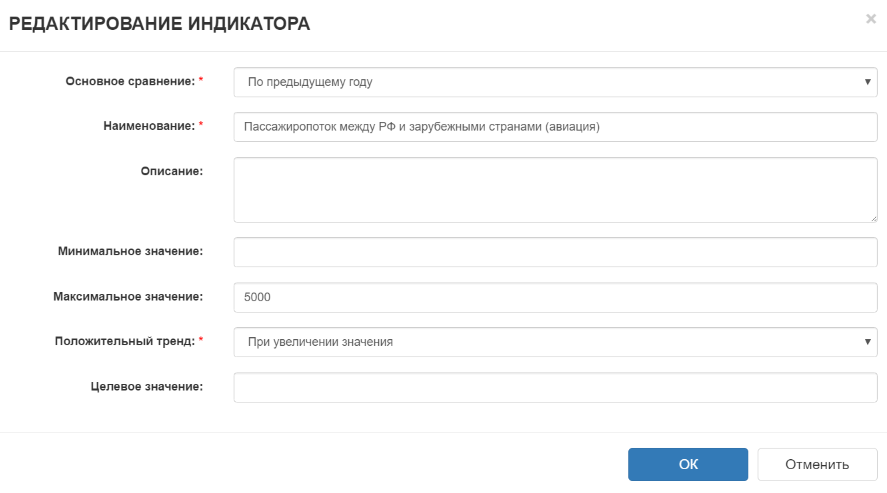 РЕДАКТИРОВАНИЕ ИНДИКАТОРА
×
Основное сравнение: *
По предыдущему году
Наименование: *
Пассажиропоток между РФ и зарубежными странами (авиация)
Описание:
Минимальное значение:
Максимальное значение:
5000
Положительный тренд: *
При увеличении значения
Целевое значение:
ОК
Отменить